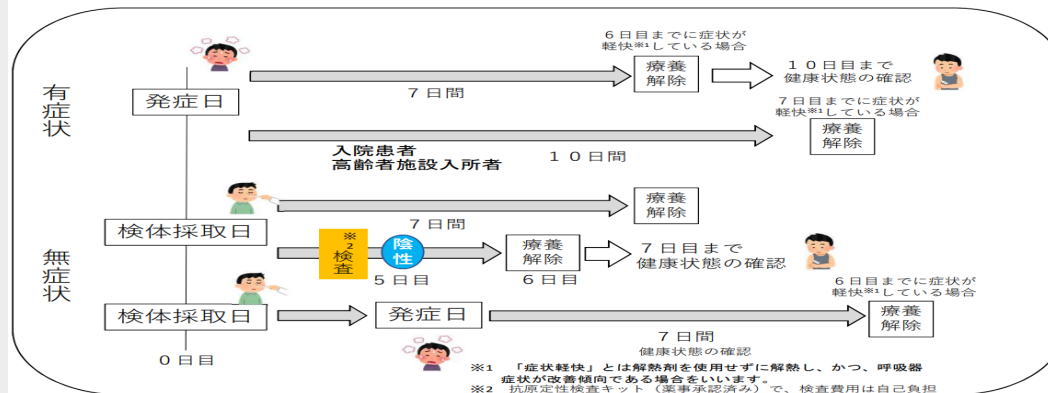 有症状
６日目までに症状が
軽快※1している場合
発症日
７日間
療養
解除
１０日目まで
健康状態の確認
７日目までに症状が
軽快※1している場合
入院患者
高齢者施設入所者
１０日間
療養
解除
無症状
検体採取日
７日間
療養
解除
※2
検査
陰性
５日目
療養
解除
６日目
７日目まで
健康状態の確認
６日目までに症状が
軽快※1している場合
検体採取日
発症日
７日間
健康状態の確認
療養
解除
０日目
※1　「症状軽快」とは解熱剤を使用せずに解熱し、かつ、呼吸器
症状が改善傾向である場合をいいます。
※2　抗原定性検査キット（薬事承認済み）で、検査費用は自己負担